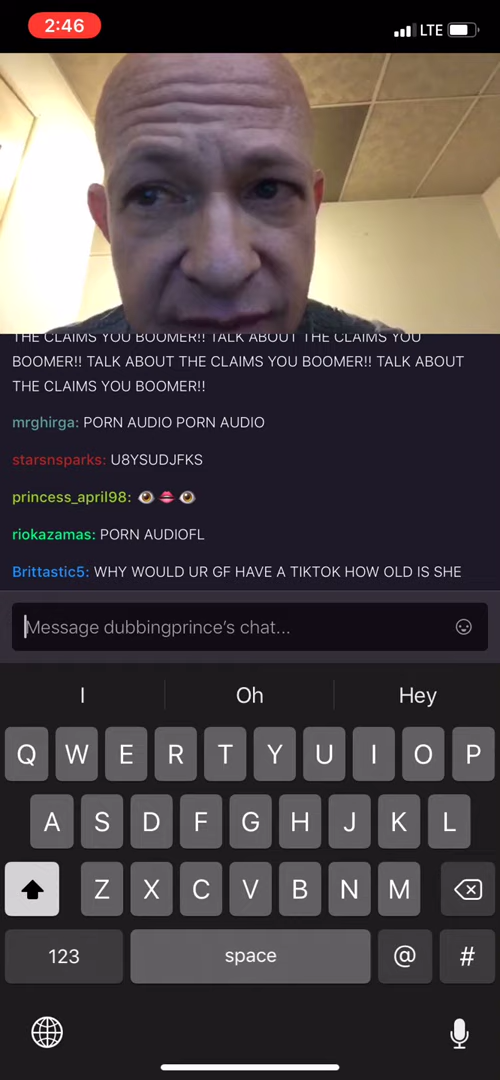 2:46
LTE
THE CLAIMS YOU BOOMER!! TALK ABOUT THE CLAIMS YOU
BOOMER!! TALK ABOUT THE CLAIMS YOU BOOMER!! TALK ABOUT
THE CLAIMS YOU BOOMER!!
mrghirga: PORN AUDIO PORN AUDIO
starsnsparks: U8YSUDJFKS
princess_april98: 👁️👄👁️
riokazamas: PORN AUDIOFL
Brittastic5: WHY WOULD UR GF HAVE A TIKTOK HOW OLD IS SHE
Message dubbingprince's chat...
I Oh Hey
Q W E R T Y U I O P
A S D F G H J K L
Z X C V B N M
123 space @ #